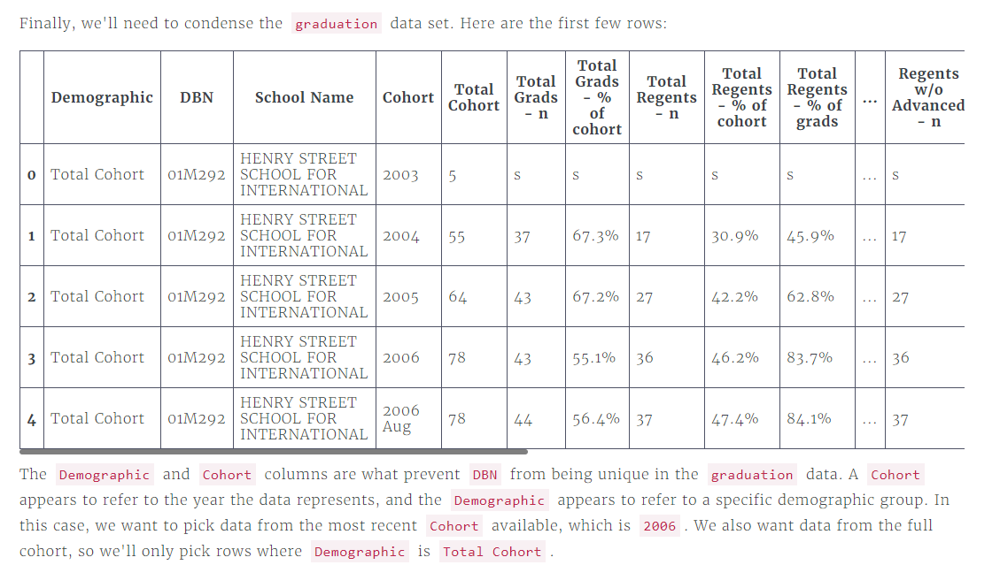 Finally, we'll need to condense the graduation data set. Here are the first few rows:
Demographic DBN School Name Cohort Total Cohort Total Grads - n Total Grads - % of cohort Total Regents - n Total Regents - % of cohort Total Regents - % of grads ... Regents w/o Advanced - n
0 Total Cohort 01M292 HENRY STREET SCHOOL FOR INTERNATIONAL 2003 5 s s s s s ... s
1 Total Cohort 01M292 HENRY STREET SCHOOL FOR INTERNATIONAL 2004 55 37 67.3% 17 30.9% 45.9% ... 17
2 Total Cohort 01M292 HENRY STREET SCHOOL FOR INTERNATIONAL 2005 64 43 67.2% 27 42.2% 62.8% ... 27
3 Total Cohort 01M292 HENRY STREET SCHOOL FOR INTERNATIONAL 2006 78 43 55.1% 36 46.2% 83.7% ... 36
4 Total Cohort 01M292 HENRY STREET SCHOOL FOR INTERNATIONAL 2006 Aug 78 44 56.4% 37 47.4% 84.1% ... 37
The Demographic and Cohort columns are what prevent DBN from being unique in the graduation data. A Cohort
appears to refer to the year the data represents, and the Demographic appears to refer to a specific demographic group. In
this case, we want to pick data from the most recent Cohort available, which is 2006 . We also want data from the full
cohort, so we'll only pick rows where Demographic is Total Cohort .